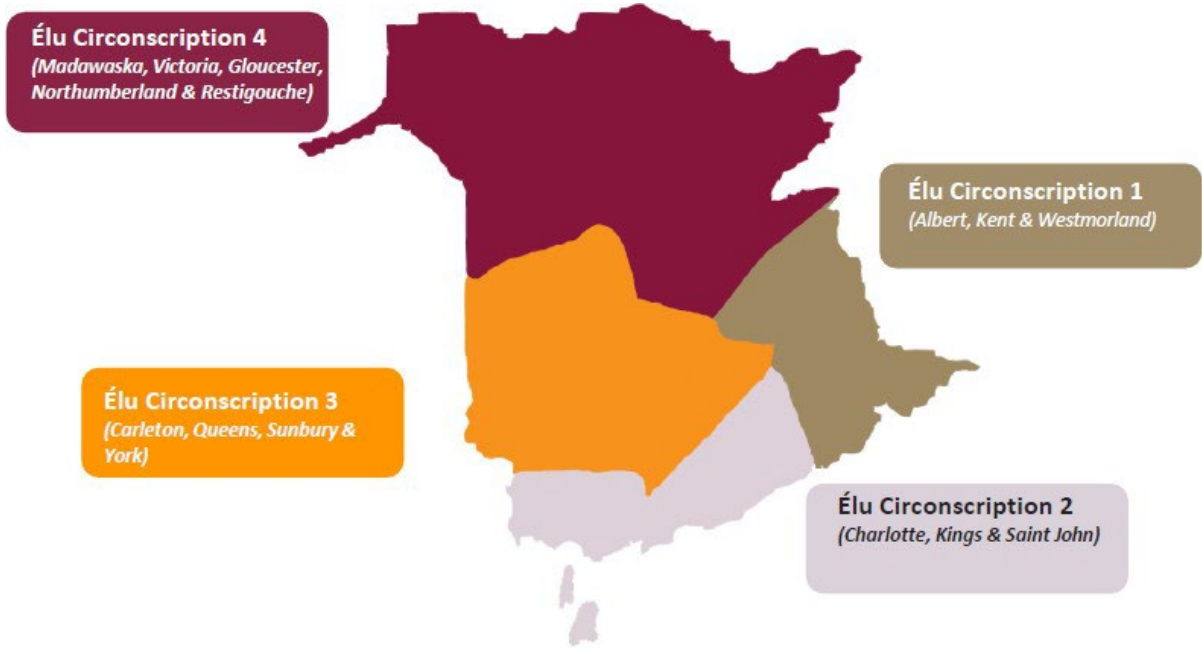 Élu Circonscription 4
(Madawaska, Victoria, Gloucester,
Northumberland & Restigouche)
Élu Circonscription 1
(Albert, Kent & Westmorland)
Élu Circonscription 3
(Carleton, Queens, Sunbury &
York)
Élu Circonscription 2
(Charlotte, Kings & Saint John)